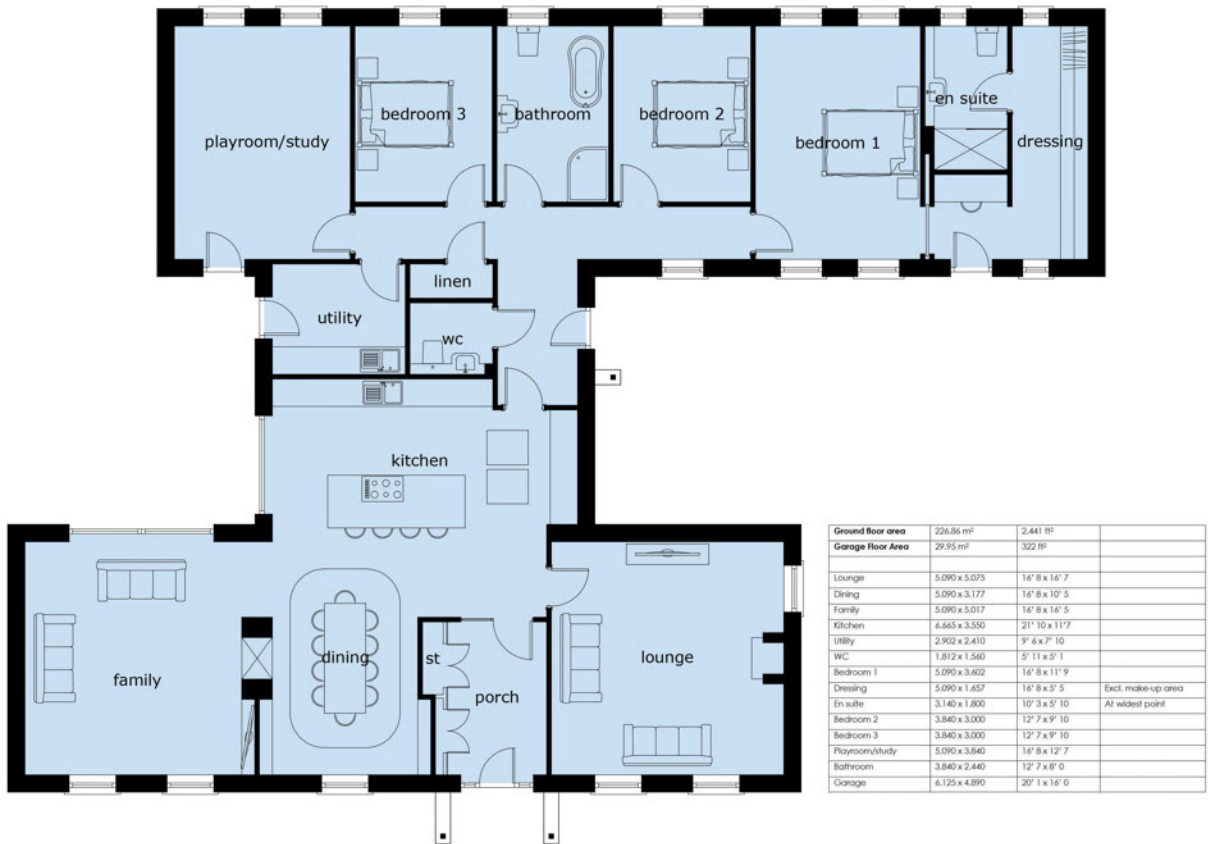 playroom/study
bedroom 3
bathroom
bedroom 2
bedroom 1
en suite
dressing
linen
utility
wc
kitchen
family
dining
st
porch
lounge
Ground floor area 226.86 m² 2,441 ft²
Garage Floor Area 29.95 m² 322 ft²
Lounge 5.090 x 5.075 16' 8 x 16' 7
Dining 5.090 x 3.177 16' 8 x 10' 5
Family 5.090 x 5.017 16' 8 x 16' 5
Kitchen 6.665 x 3.550 21' 10 x 11'7
Utility 2.902 x 2.410 9' 6 x 7' 10
WC 1.812 x 1.560 5' 11 x 5' 1
Bedroom 1 5.090 x 3.602 16' 8 x 11' 9
Dressing 5.090 x 1.657 16' 8 x 5' 5 Excl. make-up area
En suite 3.140 x 1.800 10' 3 x 5' 10 At widest point
Bedroom 2 3.840 x 3.000 12' 7 x 9' 10
Bedroom 3 3.840 x 3.000 12' 7 x 9' 10
Playroom/study 5.090 x 3.840 16' 8 x 12' 7
Bathroom 3.840 x 2.440 12' 7 x 8' 0
Garage 6.125 x 4.890 20' 1 x 16' 0